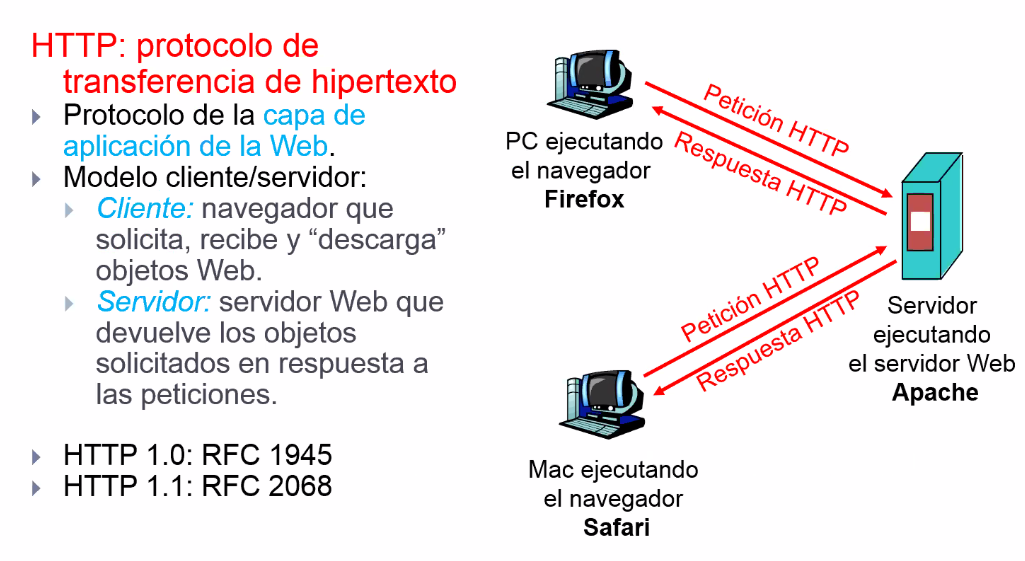 HTTP: protocolo de
transferencia de hipertexto
Protocolo de la capa de
aplicación de la Web.
Modelo cliente/servidor:
Cliente: navegador que
solicita, recibe y “descarga”
objetos Web.
Servidor: servidor Web que
devuelve los objetos
solicitados en respuesta a
las peticiones.
HTTP 1.0: RFC 1945
HTTP 1.1: RFC 2068
PC ejecutando
el navegador
Firefox
Petición HTTP
Respuesta HTTP
Petición HTTP
Respuesta HTTP
Servidor
ejecutando
el servidor Web
Apache
Mac ejecutando
el navegador
Safari